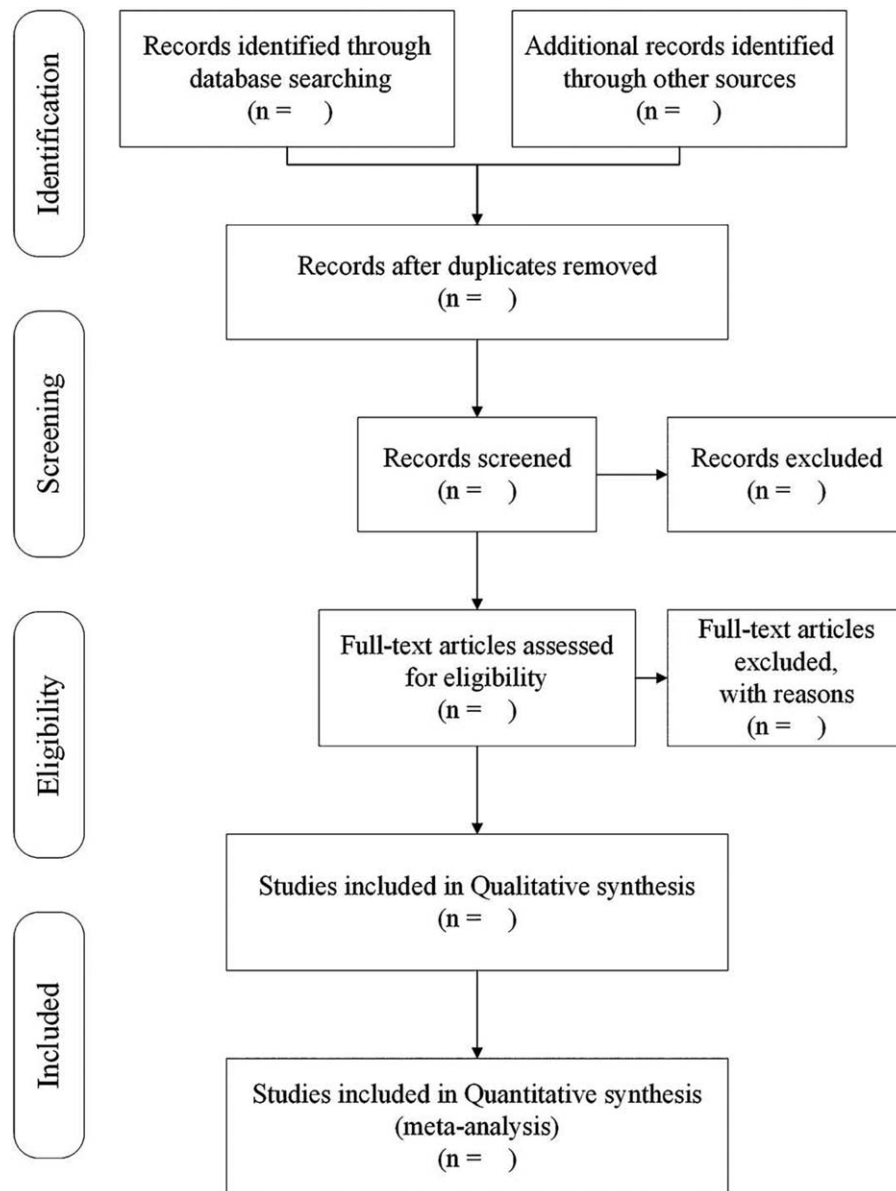 Identification
Records identified through
database searching
(n =    )
Additional records identified
through other sources
(n =    )
Records after duplicates removed
(n =    )
Screening
Records screened
(n =    )
Records excluded
(n =    )
Eligibility
Full-text articles assessed
for eligibility
(n =    )
Full-text articles
excluded,
with reasons
(n =    )
Studies included in Qualitative synthesis
(n =    )
Included
Studies included in Quantitative synthesis
(meta-analysis)
(n =    )